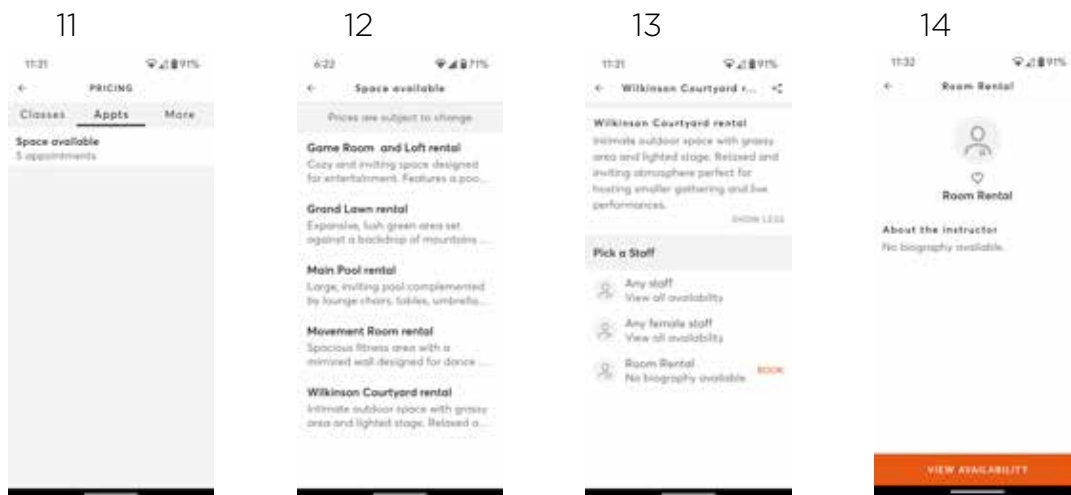 11
12
13
14
11:21
91%
PRICING
Classes Appts More
Space available
5 appointments
6:22
71%
Space available
Prices are subject to change
Game Room and Loft rental
Cozy and inviting space designed
for entertainment. Features a poo...
Grand Lawn rental
Expansive, lush green area set
against a backdrop of mountains ...
Main Pool rental
Large, inviting pool complemented
by lounge chairs, tables, umbrella...
Movement Room rental
Spacious fitness area with a
mirrored wall designed for dance ...
Wilkinson Courtyard rental
Intimate outdoor space with grassy
area and lighted stage. Relaxed a...
11:21
91%
Wilkinson Courtyard r...
Wilkinson Courtyard rental
Intimate outdoor space with grassy
area and lighted stage. Relaxed and
inviting atmosphere perfect for
hosting smaller gathering and live
performances.
SHOW LESS
Pick a Staff
Any staff
View all availability
Any female staff
View all availability
Room Rental
No biography available.
BOOK
11:32
91%
Room Rental
Room Rental
About the instructor
No biography available.
VIEW AVAILABILITY